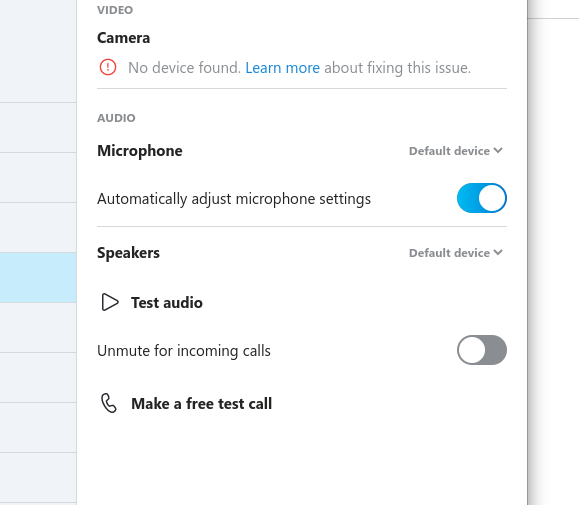 VIDEO
Camera
No device found. Learn more about fixing this issue.
AUDIO
Microphone Default device
Automatically adjust microphone settings
Speakers Default device
Test audio
Unmute for incoming calls
Make a free test call